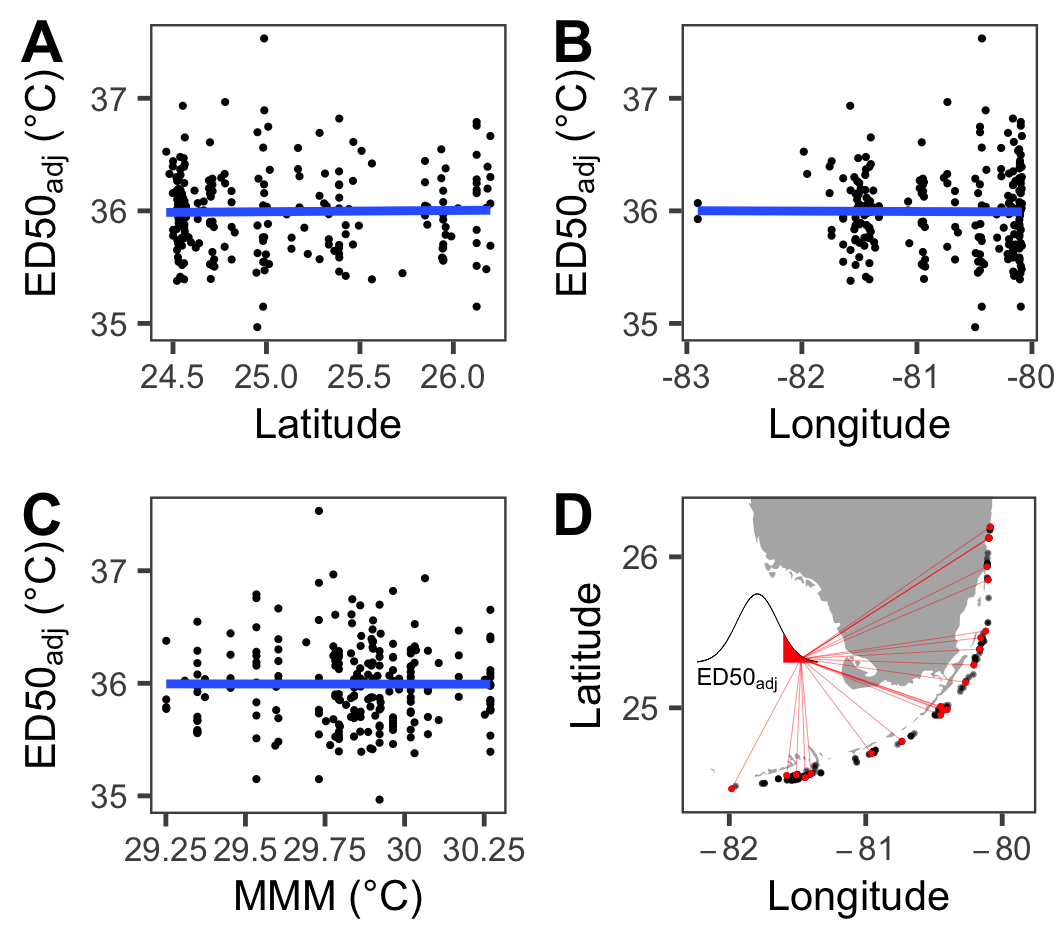 A
ED50adj (°C)
37
36
35
24.5 25.0 25.5 26.0
Latitude
B
ED50adj (°C)
37
36
35
-83 -82 -81 -80
Longitude
C
ED50adj (°C)
37
36
35
29.25 29.5 29.75 30 30.25
MMM (°C)
D
Latitude
26
25
ED50adj
−82 −81 −80
Longitude